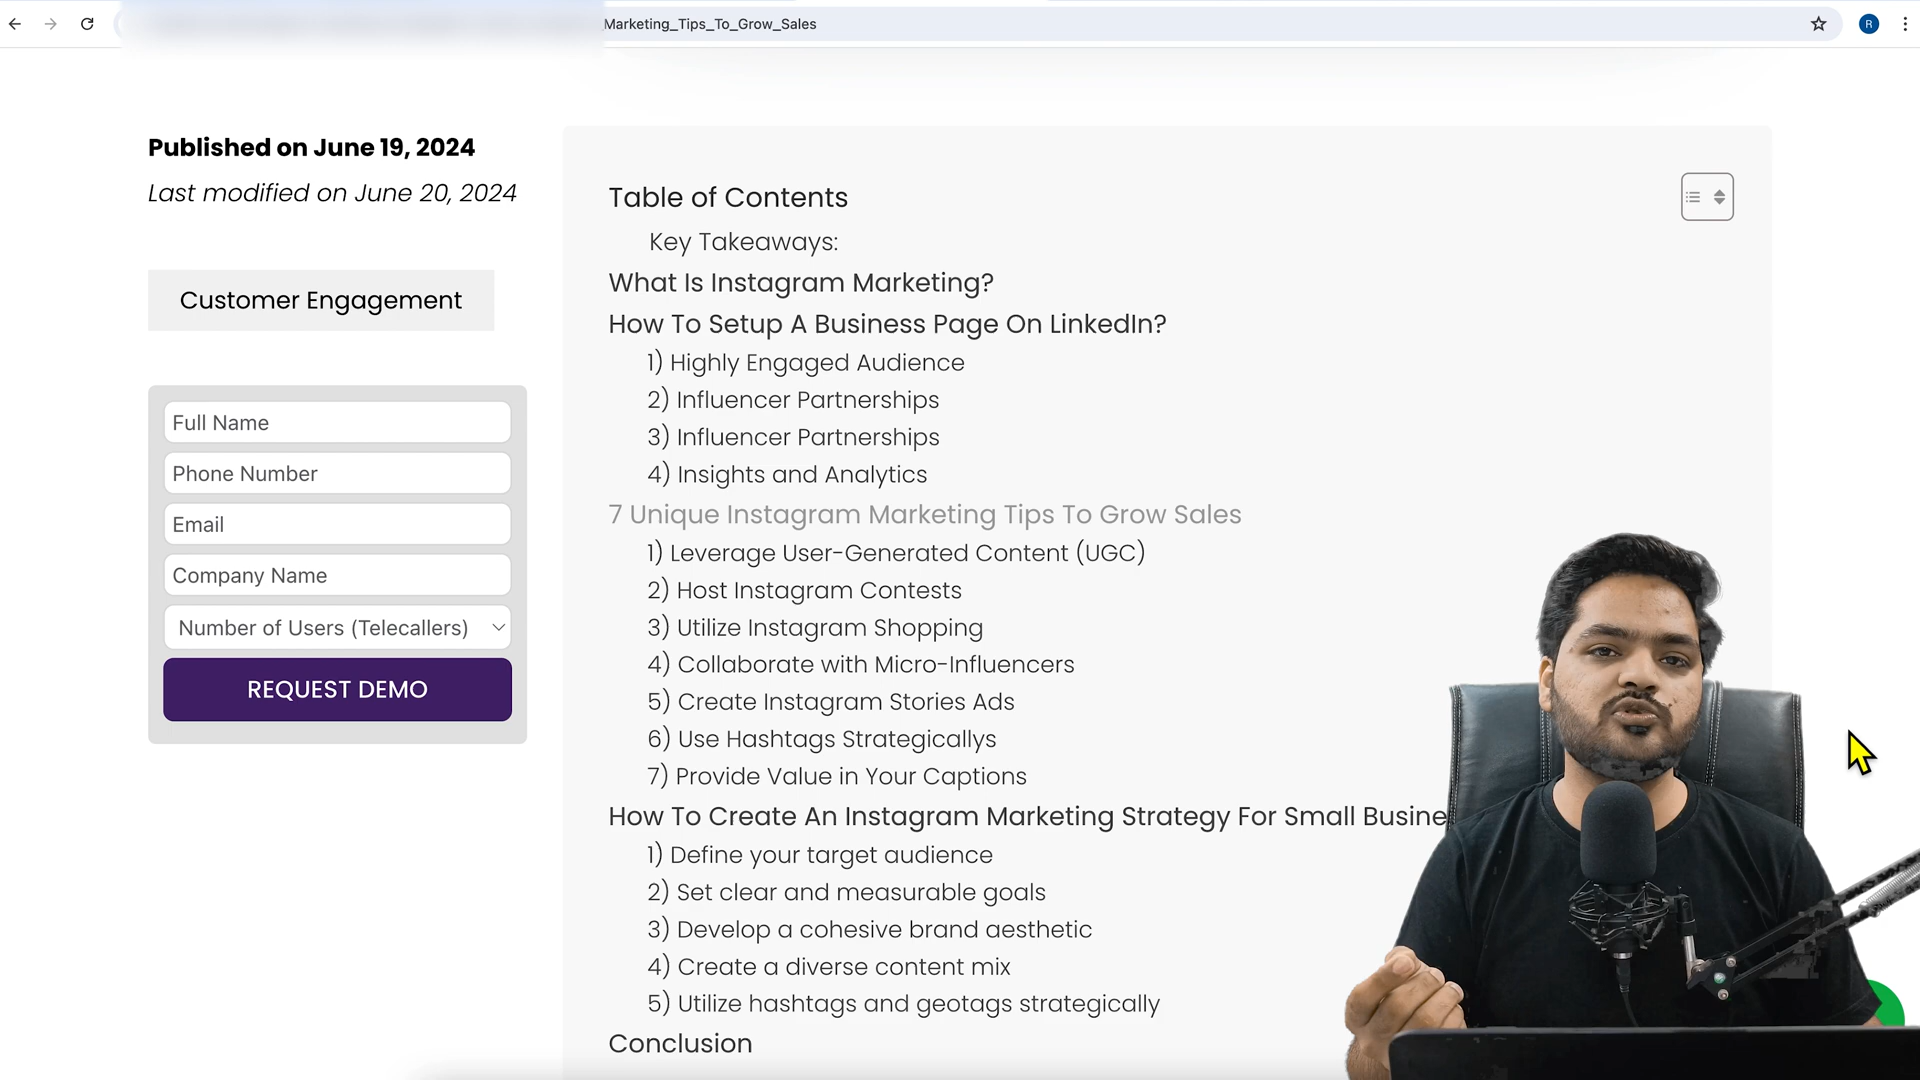 Marketing_Tips_To_Grow_Sales
R
Published on June 19, 2024
Last modified on June 20, 2024
Customer Engagement
Full Name
Phone Number
Email
Company Name
Number of Users (Telecallers)
REQUEST DEMO
Table of Contents
Key Takeaways:
What Is Instagram Marketing?
How To Setup A Business Page On LinkedIn?
1) Highly Engaged Audience
2) Influencer Partnerships
3) Influencer Partnerships
4) Insights and Analytics
7 Unique Instagram Marketing Tips To Grow Sales
1) Leverage User-Generated Content (UGC)
2) Host Instagram Contests
3) Utilize Instagram Shopping
4) Collaborate with Micro-Influencers
5) Create Instagram Stories Ads
6) Use Hashtags Strategicallys
7) Provide Value in Your Captions
How To Create An Instagram Marketing Strategy For Small Busine
1) Define your target audience
2) Set clear and measurable goals
3) Develop a cohesive brand aesthetic
4) Create a diverse content mix
5) Utilize hashtags and geotags strategically
Conclusion